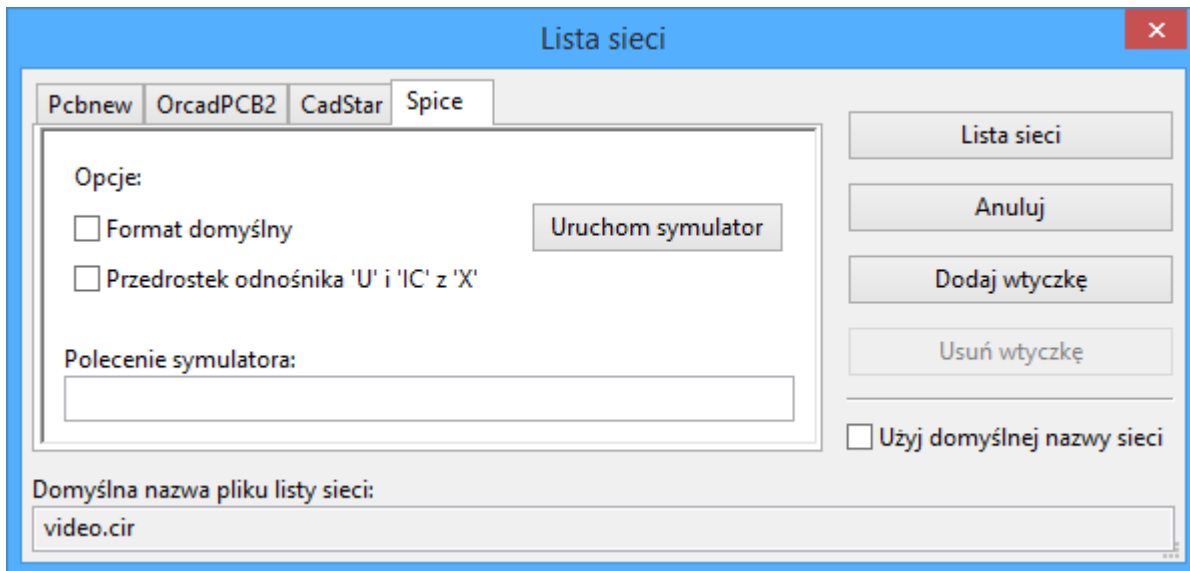 Lista sieci
Pcbnew OrcadPCB2 CadStar Spice
Lista sieci
Opcje:
Anuluj
Format domyślny
Uruchom symulator
Przedrostek odnośnika 'U' i 'IC' z 'X'
Dodaj wtyczkę
Polecenie symulatora:
Usuń wtyczkę
Użyj domyślnej nazwy sieci
Domyślna nazwa pliku listy sieci:
video.cir